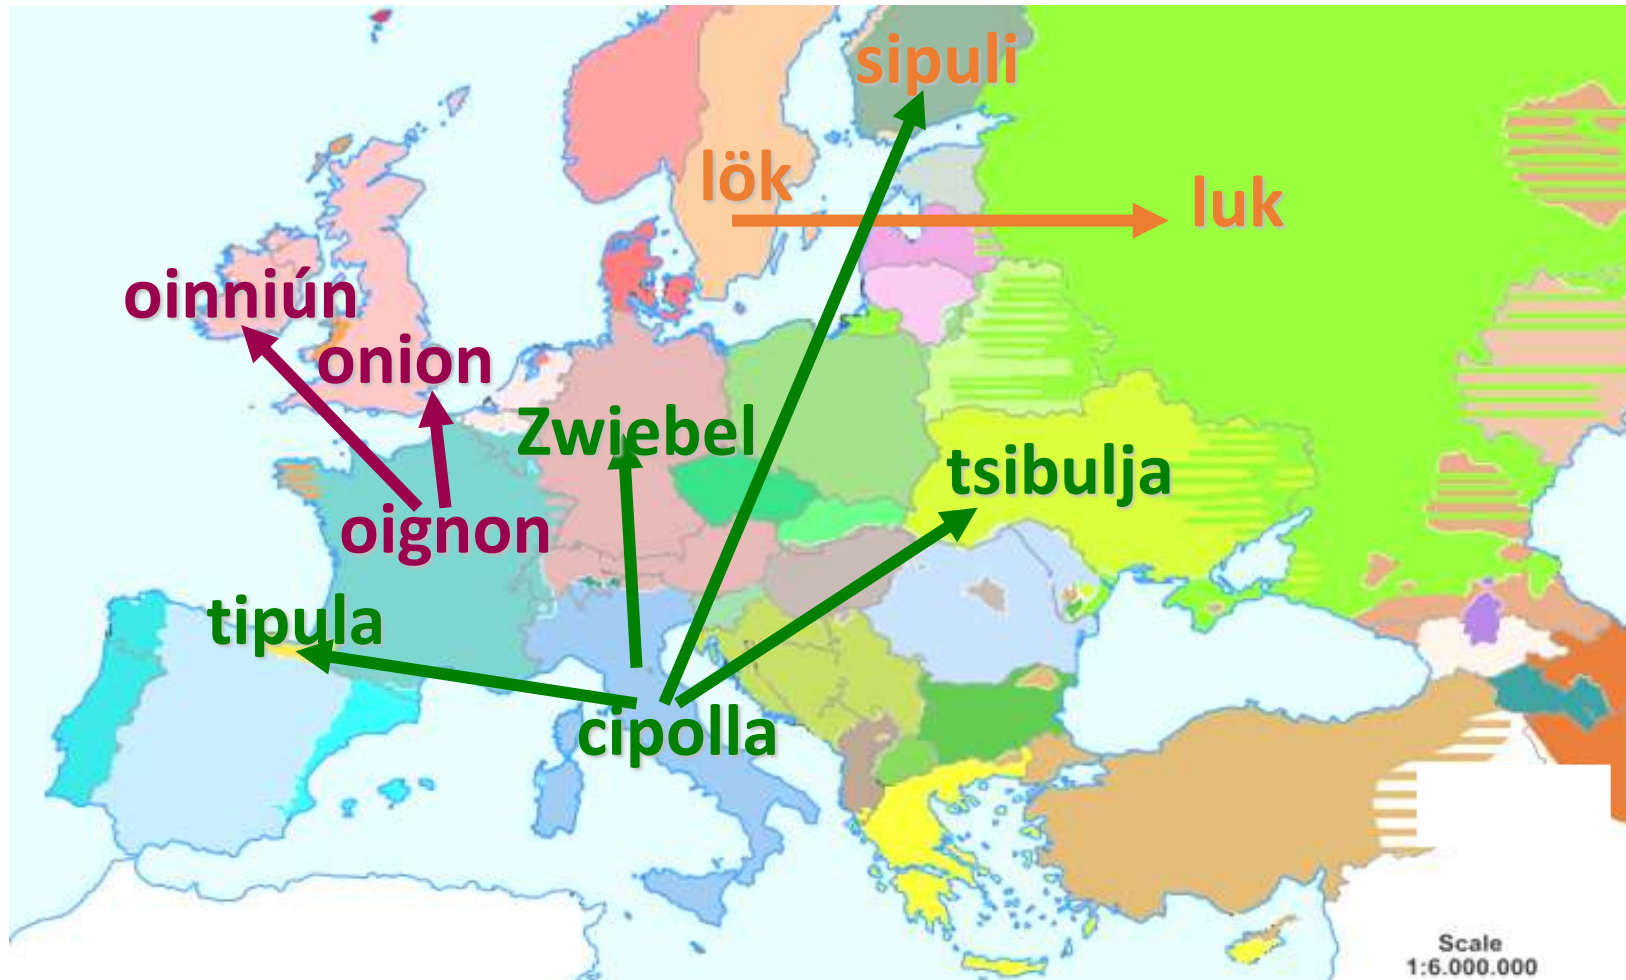 sipuli
lök
luk
oinniún
onion
Zwiebel
tsibulja
oignon
tipula
cipolla
Scale
1:6.000.000